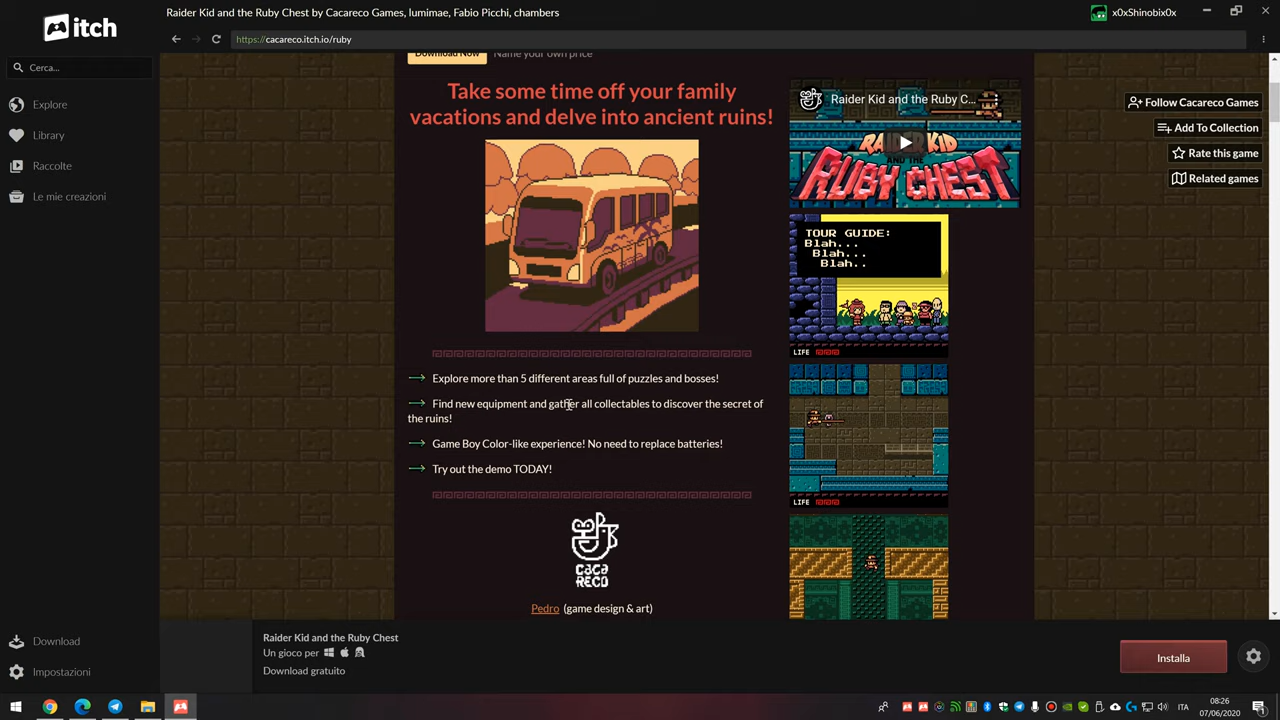 Raider Kid and the Ruby Chest by Cacareco Games, lumimae, Fabio Picchi, chambers
x0xShinobix0x
itch
https://cacareco.itch.io/ruby
Cerca...
Explore
Library
Raccolte
Le mie creazioni
Download Now
Name your own price
Take some time off your family
vacations and delve into ancient ruins!
Explore more than 5 different areas full of puzzles and bosses!
Find new equipment and gather all collectables to discover the secret of
the ruins!
Game Boy Color-like experience! No need to replace batteries!
Try out the demo TODAY!
CACA
RECO
Pedro (game design & art)
Raider Kid and the Ruby C...
RAIDER KID
AND THE
RUBY CHEST
TOUR GUIDE:
Blah...
Blah...
Blah..
LIFE
LIFE
Follow Cacareco Games
Add To Collection
Rate this game
Related games
Download
Impostazioni
Raider Kid and the Ruby Chest
Un gioco per
Download gratuito
Installa
ITA
08:26
07/06/2020